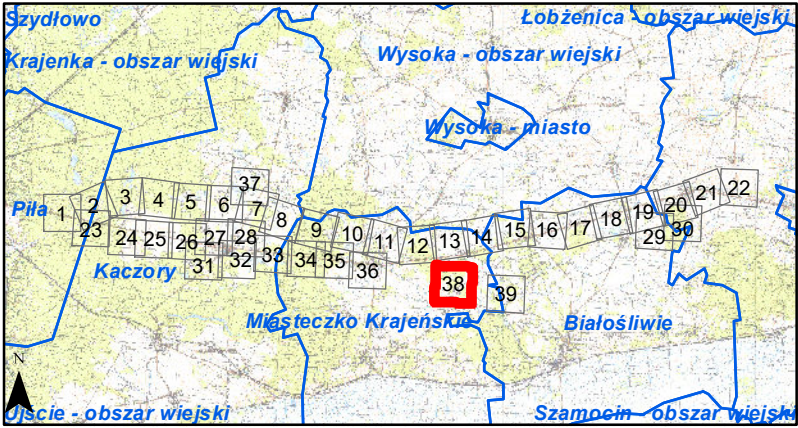 Szydłowo
Łobżenica - obszar wiejski
Krajenka - obszar wiejski
Wysoka - obszar wiejski
Wysoka - miasto
37
1 2 3 4 5 6 7 8 9 10 11 12 13 14 15 16 17 18 19 20 21 22
Piła
23 24 25 26 27 28
29 30
31 32 33 34 35 36
Kaczory
38 39
Miasteczko Krajeńskie
Białośliwie
N
Ujście - obszar wiejski
Szamocin - obszar wiejski